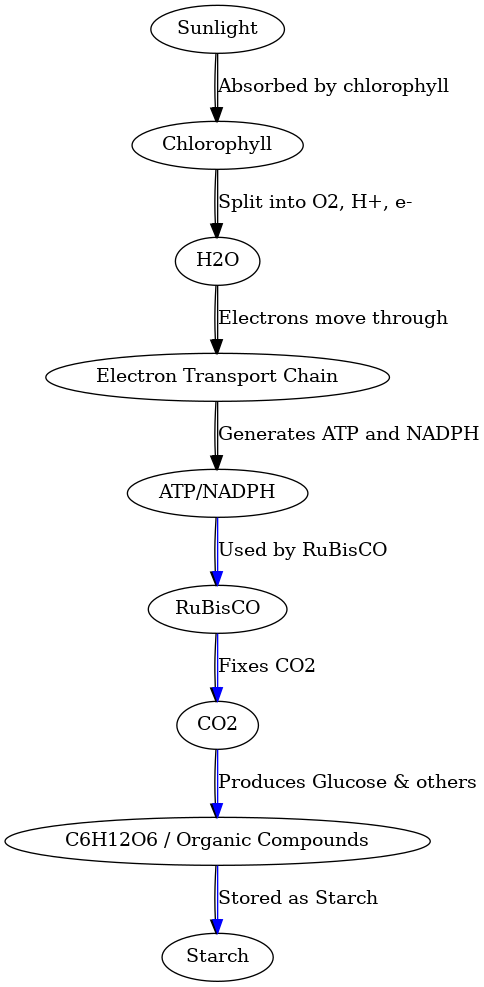 Sunlight
Absorbed by chlorophyll
Chlorophyll
Split into O2, H+, e-
H2O
Electrons move through
Electron Transport Chain
Generates ATP and NADPH
ATP/NADPH
Used by RuBisCO
RuBisCO
Fixes CO2
CO2
Produces Glucose & others
C6H12O6 / Organic Compounds
Stored as Starch
Starch